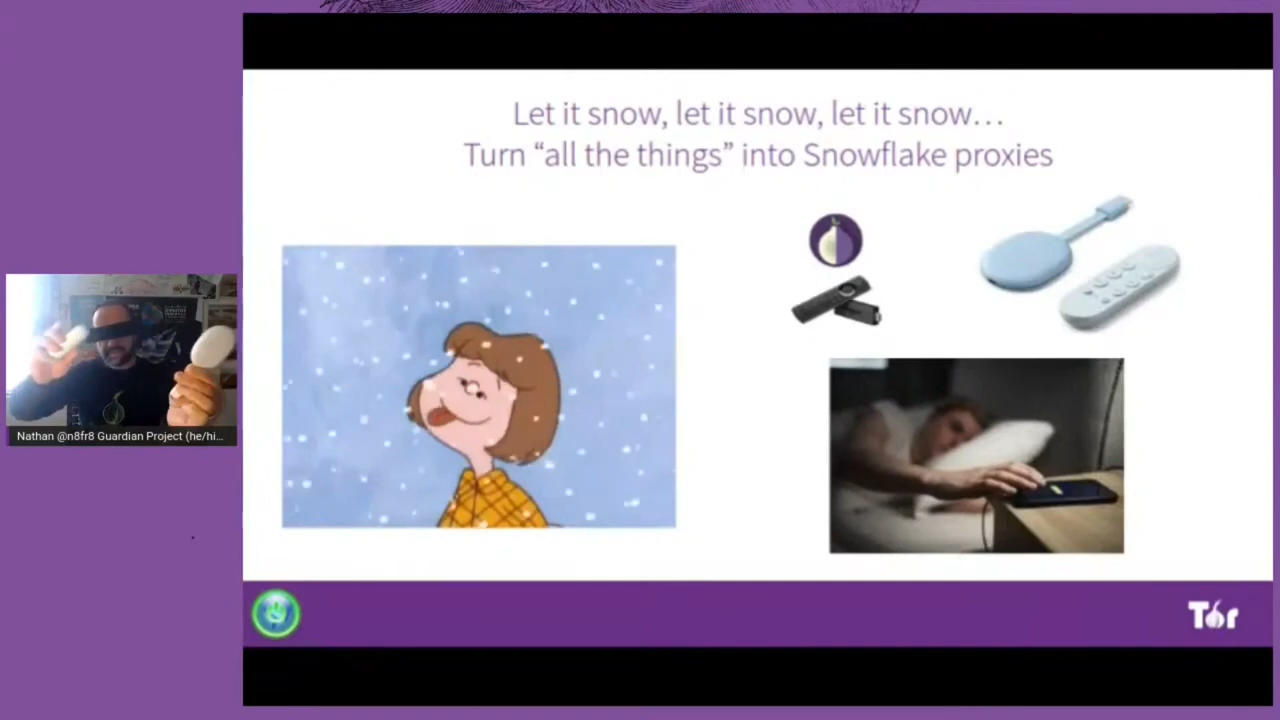 Let it snow, let it snow, let it snow…
Turn “all the things” into Snowflake proxies
Nathan @n8fr8 Guardian Project (he/hi...
Tor